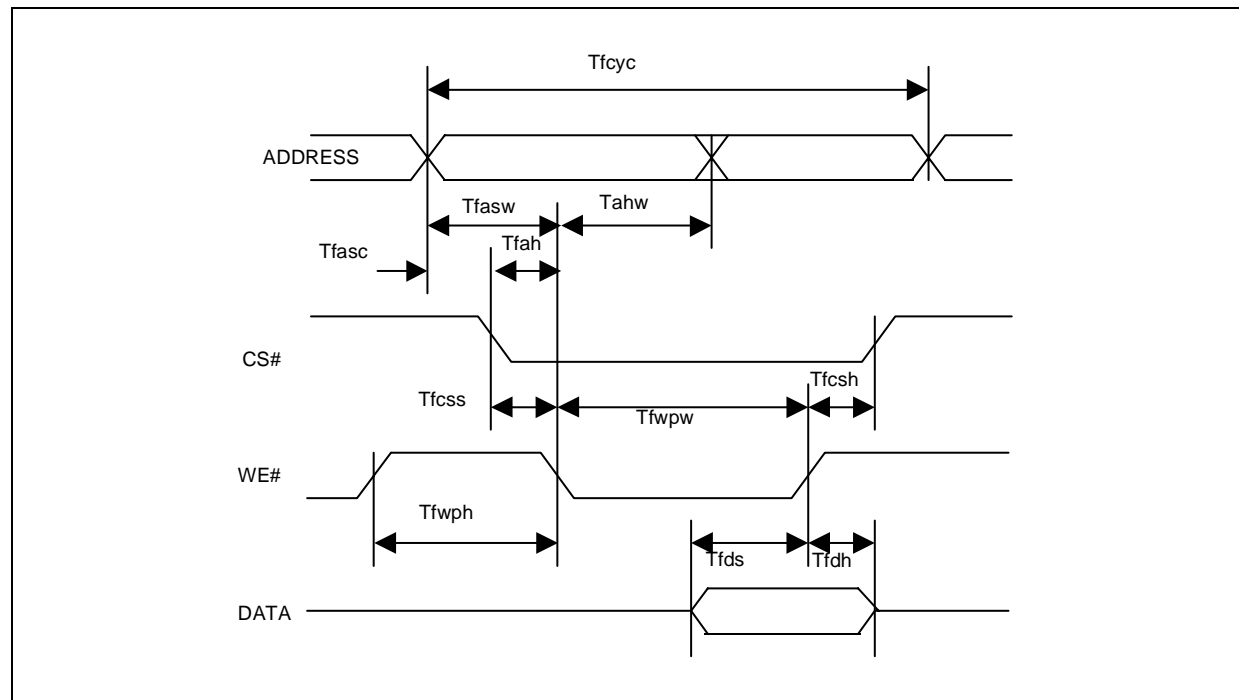 Tfcyc
ADDRESS
Tfasw
Tahw
Tfasc
Tfah
CS#
Tfcss
Tfwpw
Tfcsh
WE#
Tfwph
Tfds
Tfdh
DATA